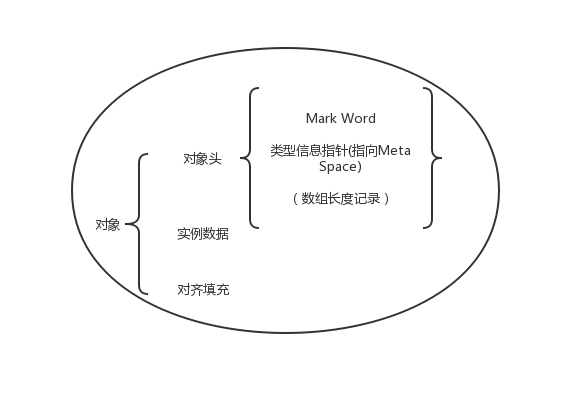 Mark Word
类型信息指针(指向Meta
Space)
对象头
（数组长度记录）
对象
实例数据
对齐填充